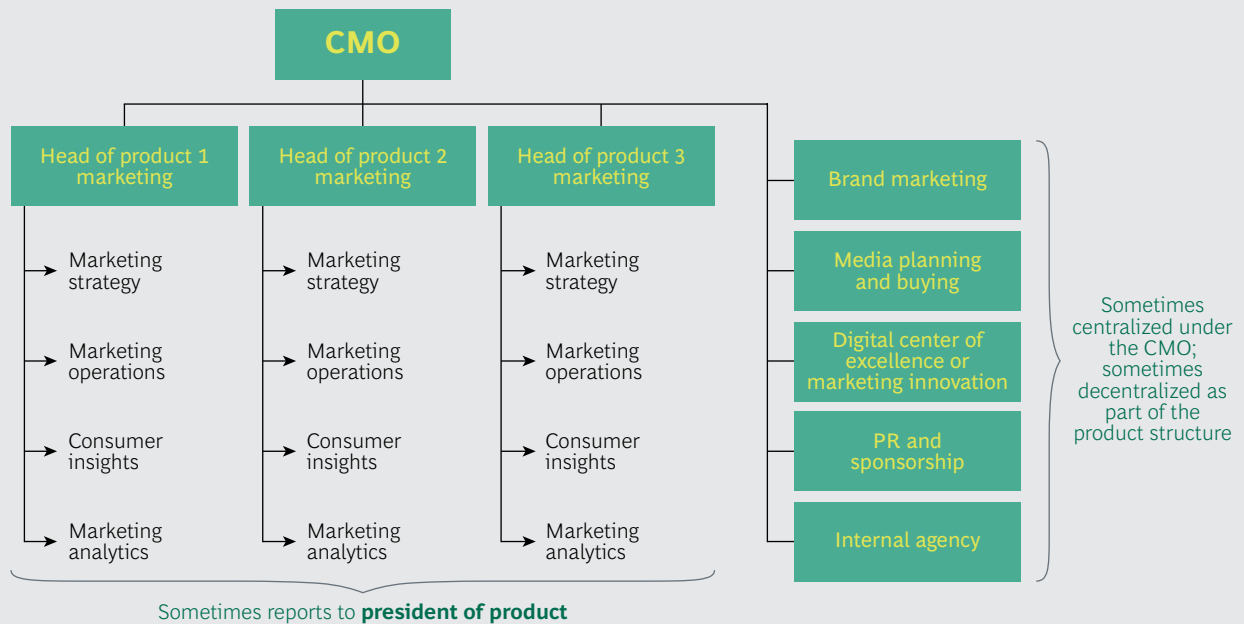 CMO
Head of product 1
marketing
Marketing
strategy
Marketing
operations
Consumer
insights
Marketing
analytics
Head of product 2
marketing
Marketing
strategy
Marketing
operations
Consumer
insights
Marketing
analytics
Head of product 3
marketing
Marketing
strategy
Marketing
operations
Consumer
insights
Marketing
analytics
Sometimes reports to president of product
Brand marketing
Media planning
and buying
Digital center of
excellence or
marketing innovation
PR and
sponsorship
Internal agency
Sometimes
centralized under
the CMO;
sometimes
decentralized as
part of the
product structure